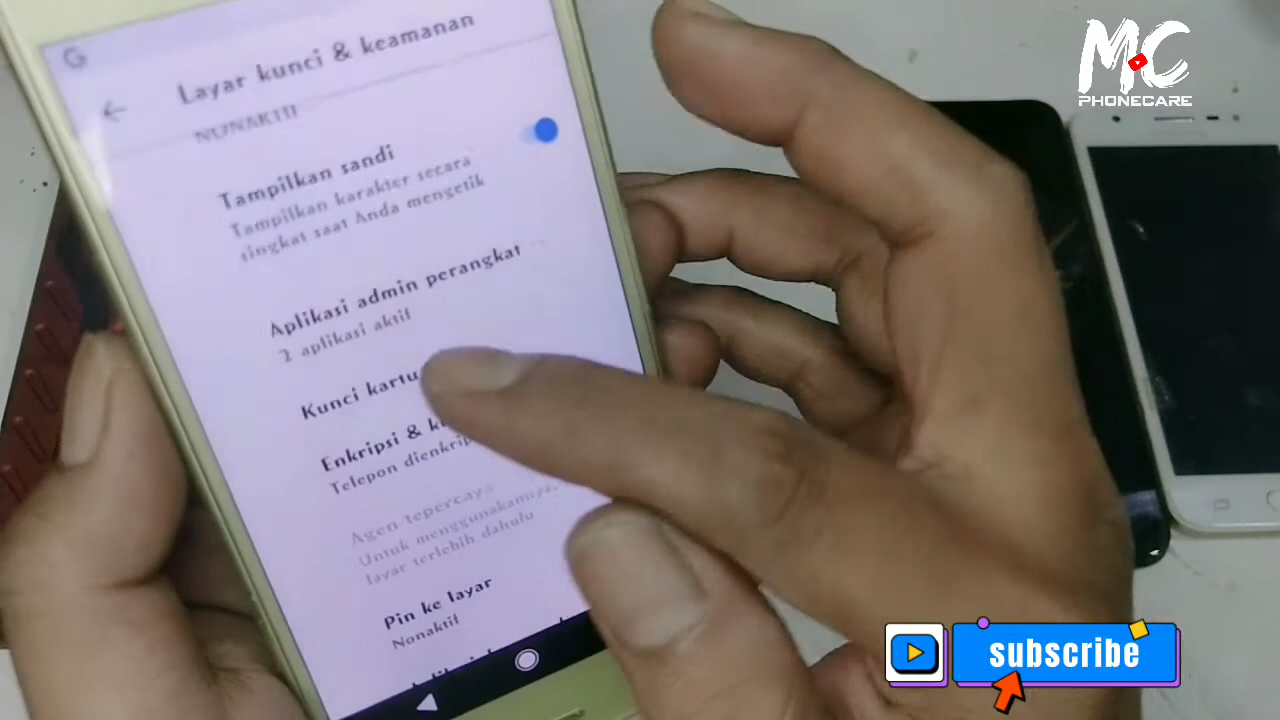 Layar kunci & keamanan
NONAKTIF
Tampilkan sandi
Tampilkan karakter secara
singkat saat Anda mengetik
Aplikasi admin perangkat
2 aplikasi aktif
Kunci kartu
Enkripsi &
Telepon dienkrip
Agen tepercaya
Untuk menggunakannya,
layar terlebih dahulu
Pin ke layar
Nonaktif
MC
PHONECARE
subscribe